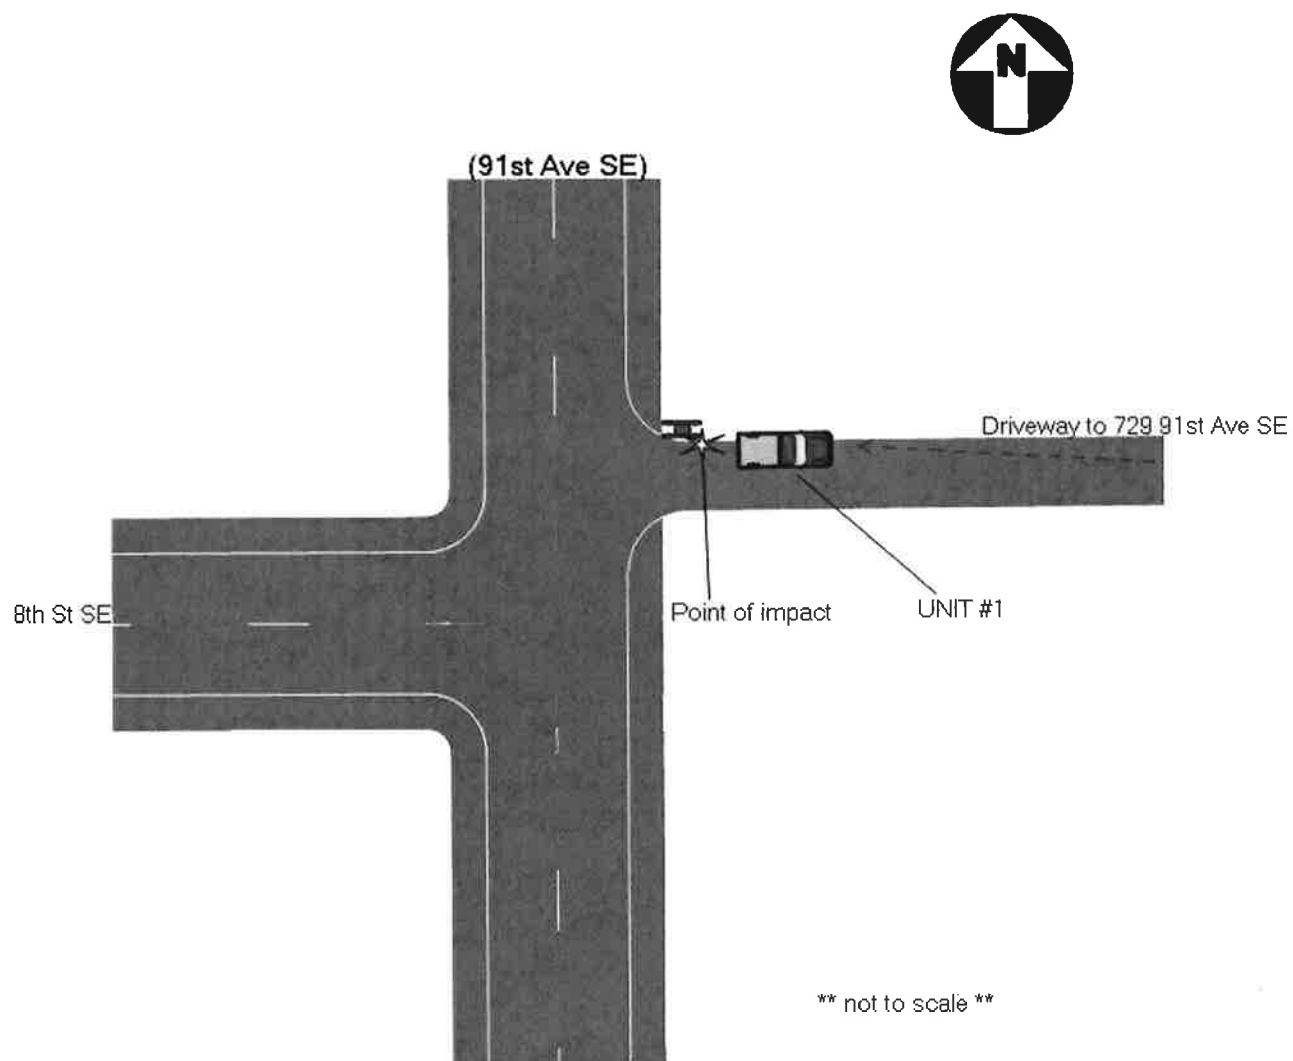 N
(91st Ave SE)
Driveway to 729 91st Ave SE
8th St SE
Point of impact
UNIT #1
** not to scale **